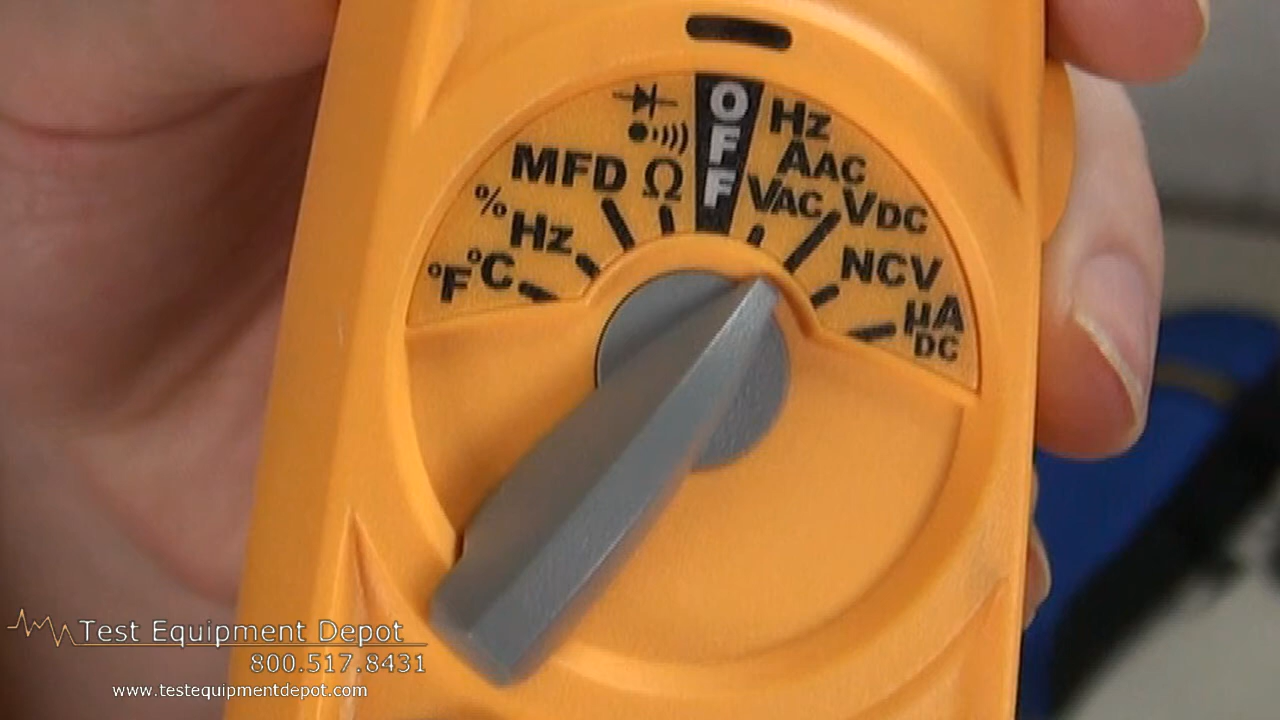 OFF
Hz
AAC
VAC
VDC
NCV
µA
DC
Ω
MFD
% Hz
°F °C
Test Equipment Depot
800.517.8431
www.testequipmentdepot.com